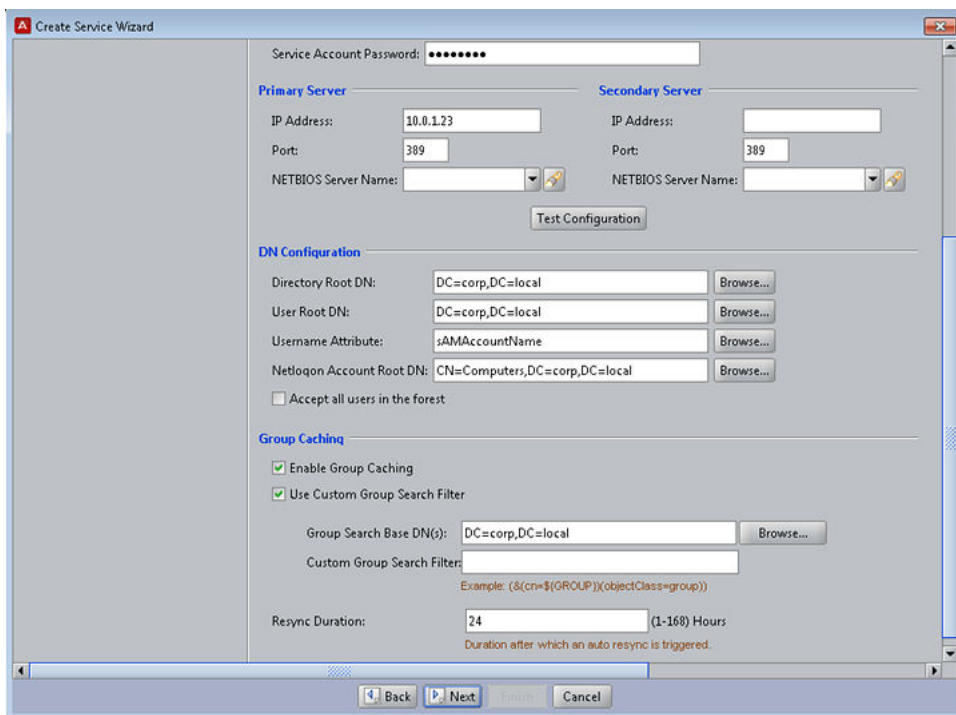 A Create Service Wizard
Service Account Password: ●●●●●●●●
Primary Server Secondary Server
IP Address: 10.0.1.23 IP Address:
Port: 389 Port: 389
NETBIOS Server Name: NETBIOS Server Name:
Test Configuration
DN Configuration
Directory Root DN: DC=corp,DC=local Browse...
User Root DN: DC=corp,DC=local Browse...
Username Attribute: sAMAccountName Browse...
Netlogon Account Root DN: CN=Computers,DC=corp,DC=local Browse...
Accept all users in the forest
Group Caching
Enable Group Caching
Use Custom Group Search Filter
Group Search Base DN(s): DC=corp,DC=local Browse...
Custom Group Search Filter:
Example: (&(cn=${GROUP})(objectClass=group))
Resync Duration: 24 (1-168) Hours
Duration after which an auto resync is triggered.
Back Next Finish Cancel